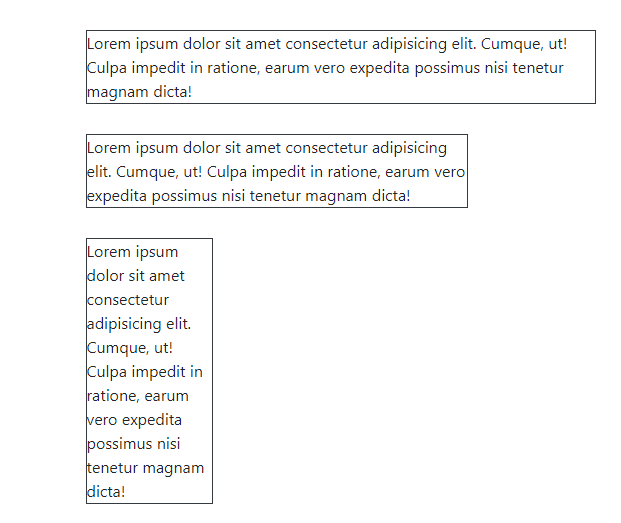 Lorem ipsum dolor sit amet consectetur adipisicing elit. Cumque, ut!
Culpa impedit in ratione, earum vero expedita possimus nisi tenetur
magnam dicta!
Lorem ipsum dolor sit amet consectetur adipisicing
elit. Cumque, ut! Culpa impedit in ratione, earum vero
expedita possimus nisi tenetur magnam dicta!
Lorem ipsum
dolor sit amet
consectetur
adipisicing elit.
Cumque, ut!
Culpa impedit in
ratione, earum
vero expedita
possimus nisi
tenetur magnam
dicta!